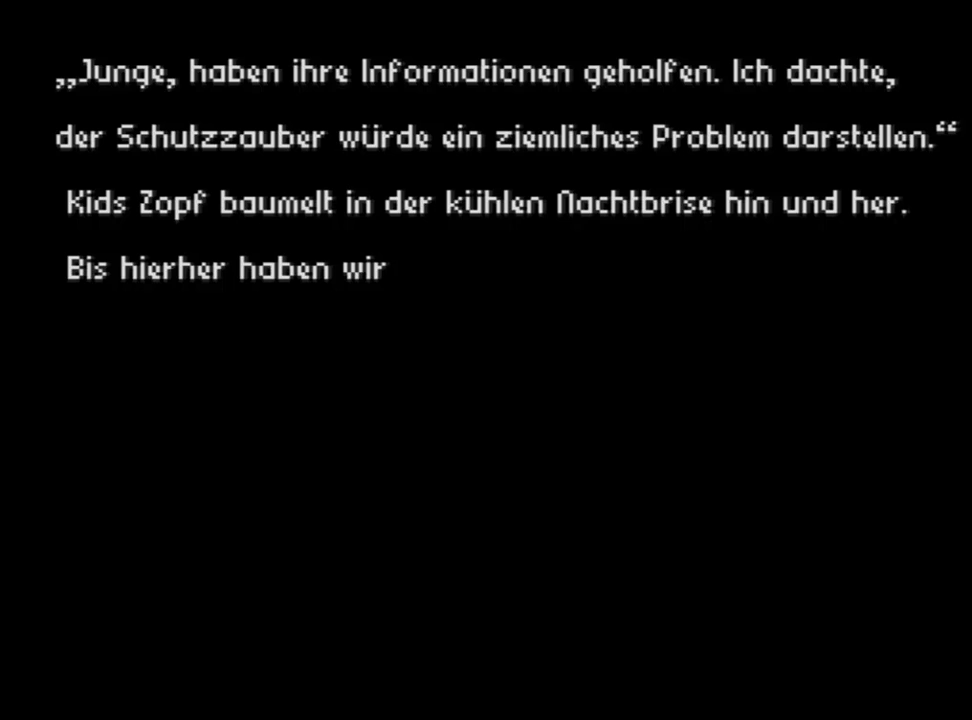 „Junge, haben ihre Informationen geholfen. Ich dachte,
der Schutzzauber würde ein ziemliches Problem darstellen.“
Kids Zopf baumelt in der kühlen Nachtbrise hin und her.
Bis hierher haben wir